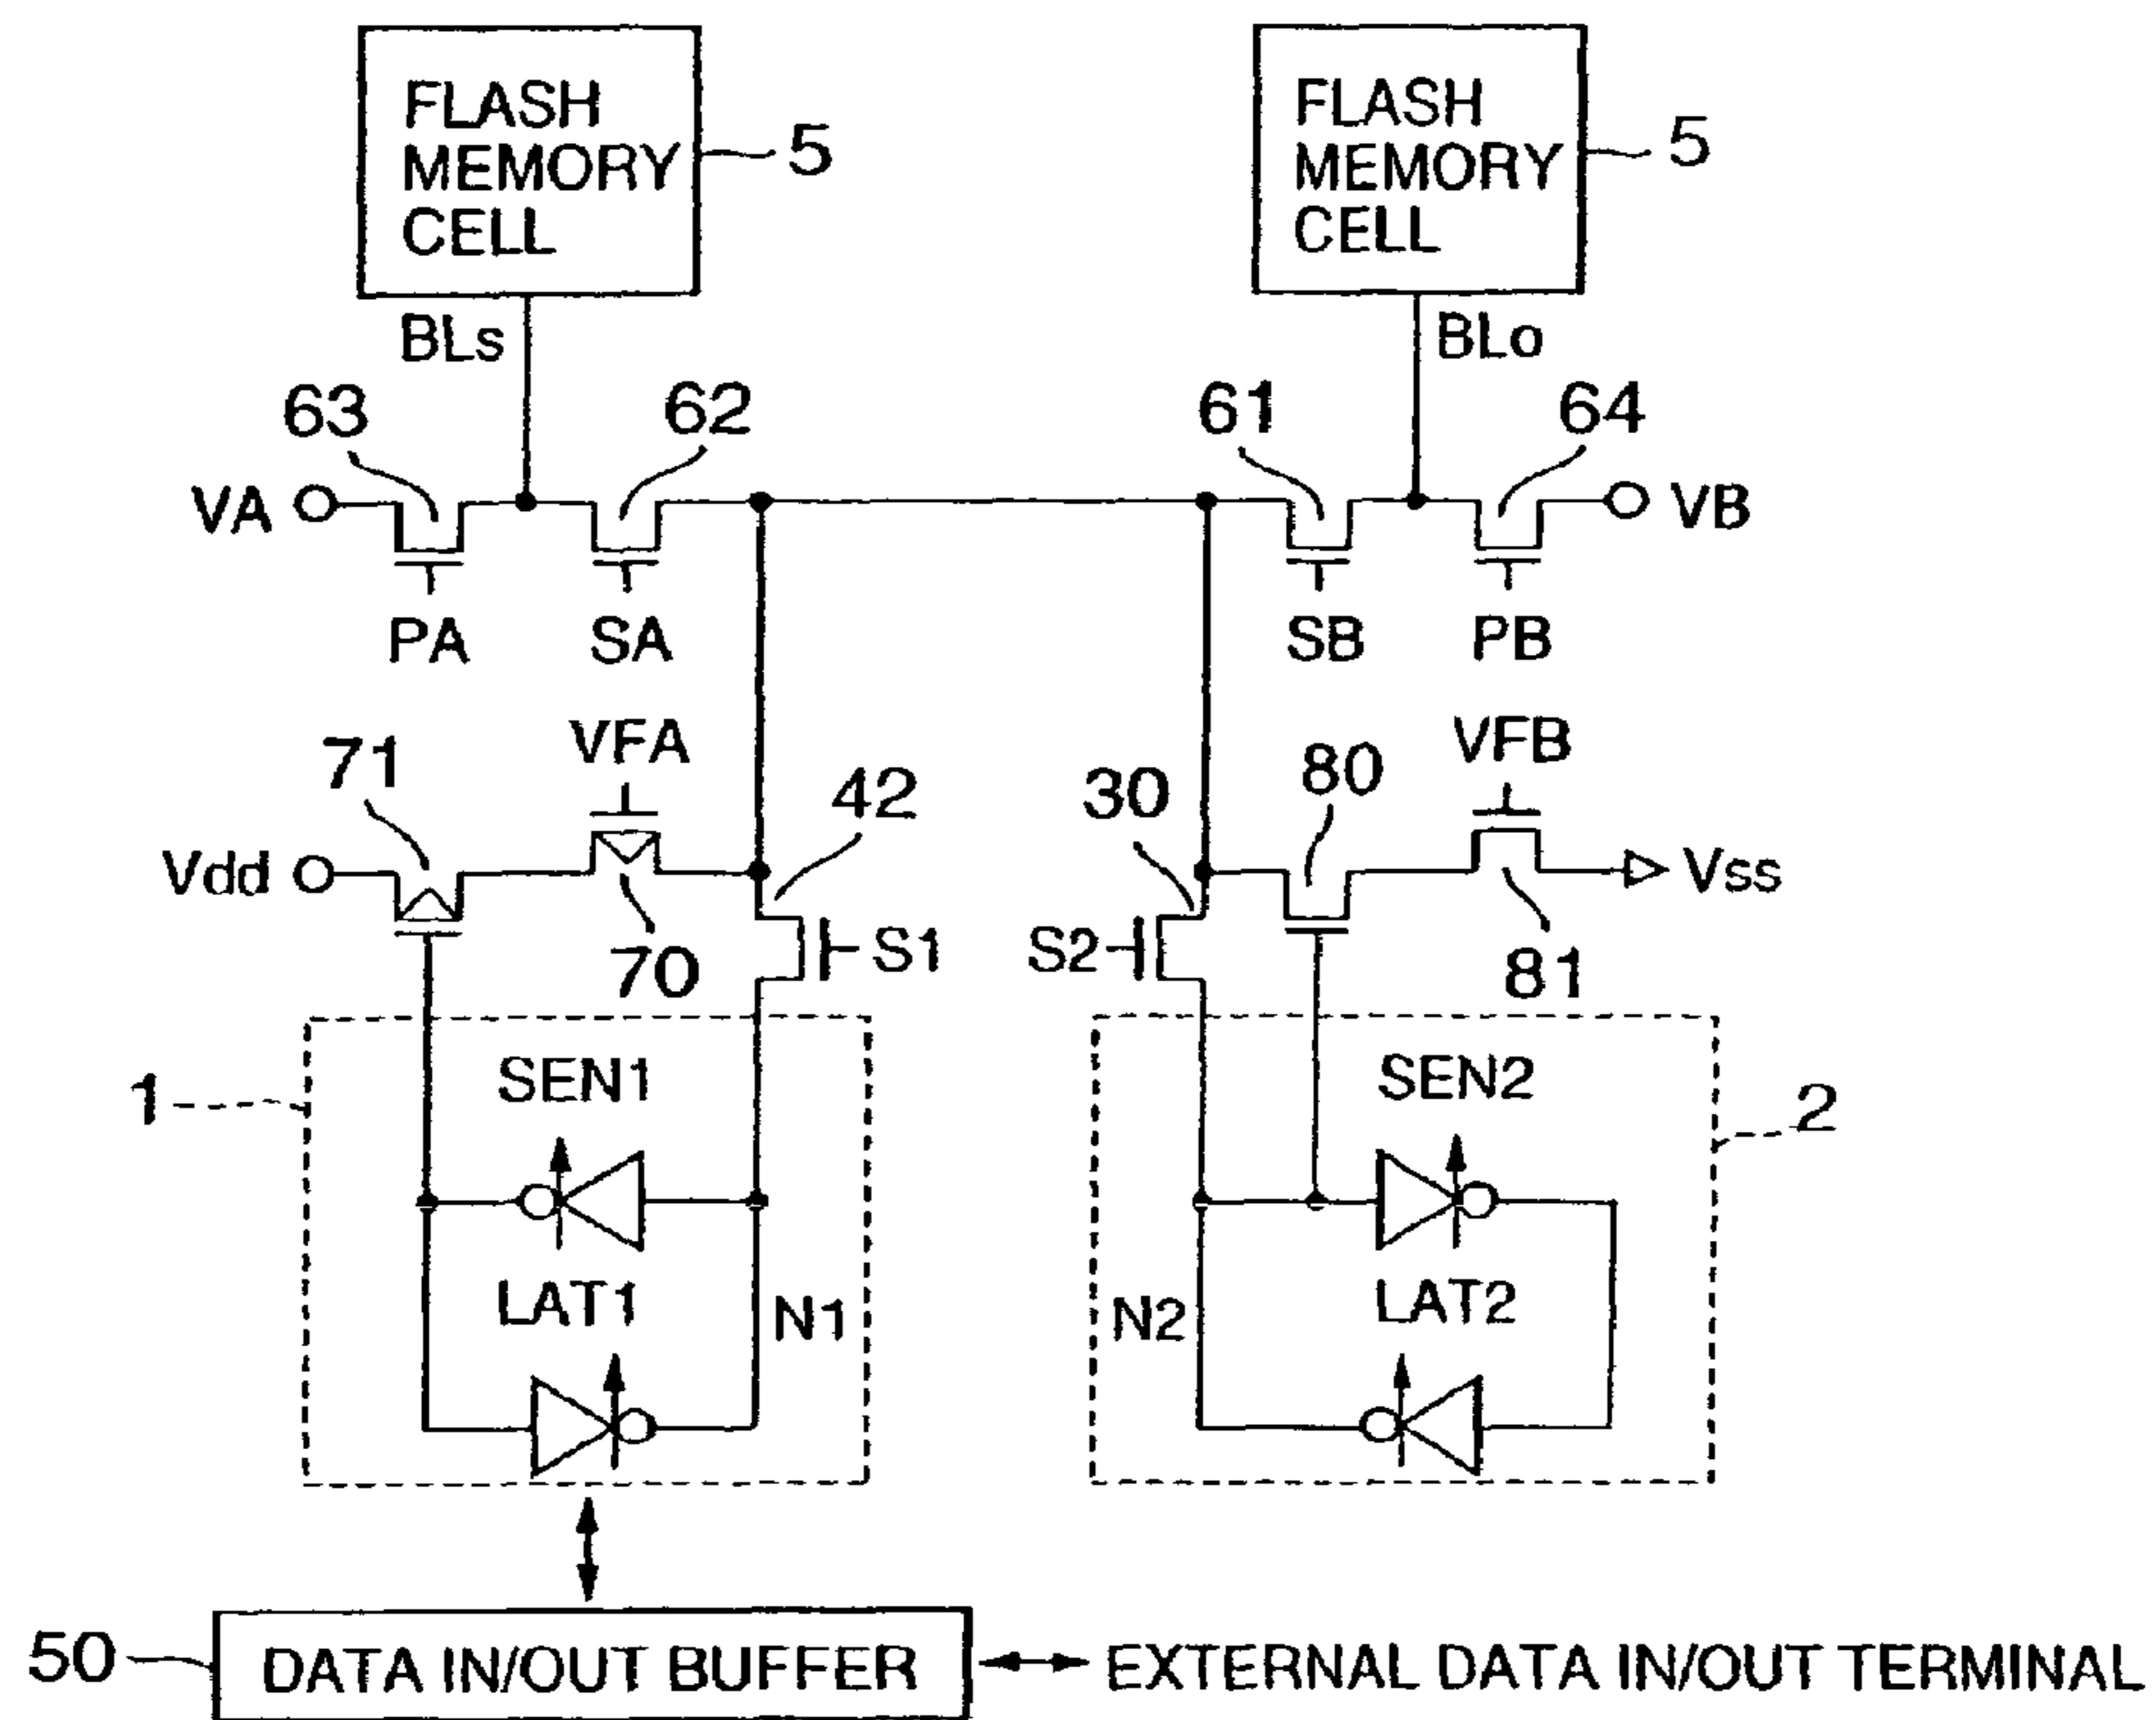 FLASH
MEMORY
CELL
5
FLASH
MEMORY
CELL
5
BLs
BLo
63
62
61
64
VA
VB
PA
SA
SB
PB
VFA
VFB
71
42
30
80
Vdd
Vss
70
S1
S2
81
SEN1
SEN2
1
2
LAT1
N1
N2
LAT2
50
DATA IN/OUT BUFFER
EXTERNAL DATA IN/OUT TERMINAL